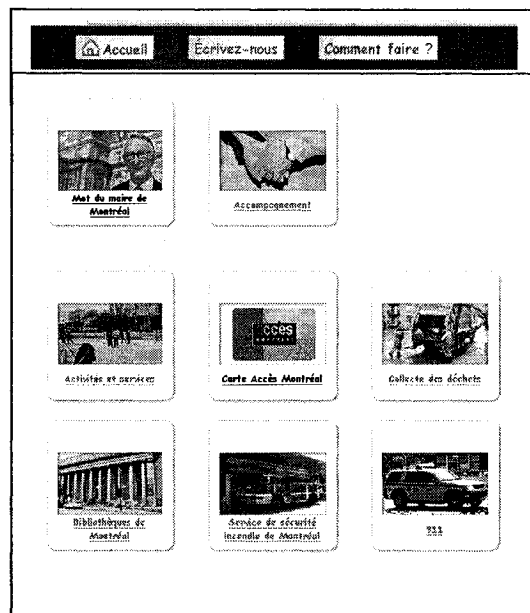 Accueil
Écrivez-nous
Comment faire ?
Mot du maire de
Montréal
Accompagnement
Activités et services
Accès
Carte Accès Montréal
Collecte des déchets
Bibliothèques de
Montréal
Service de sécurité
incendie de Montréal